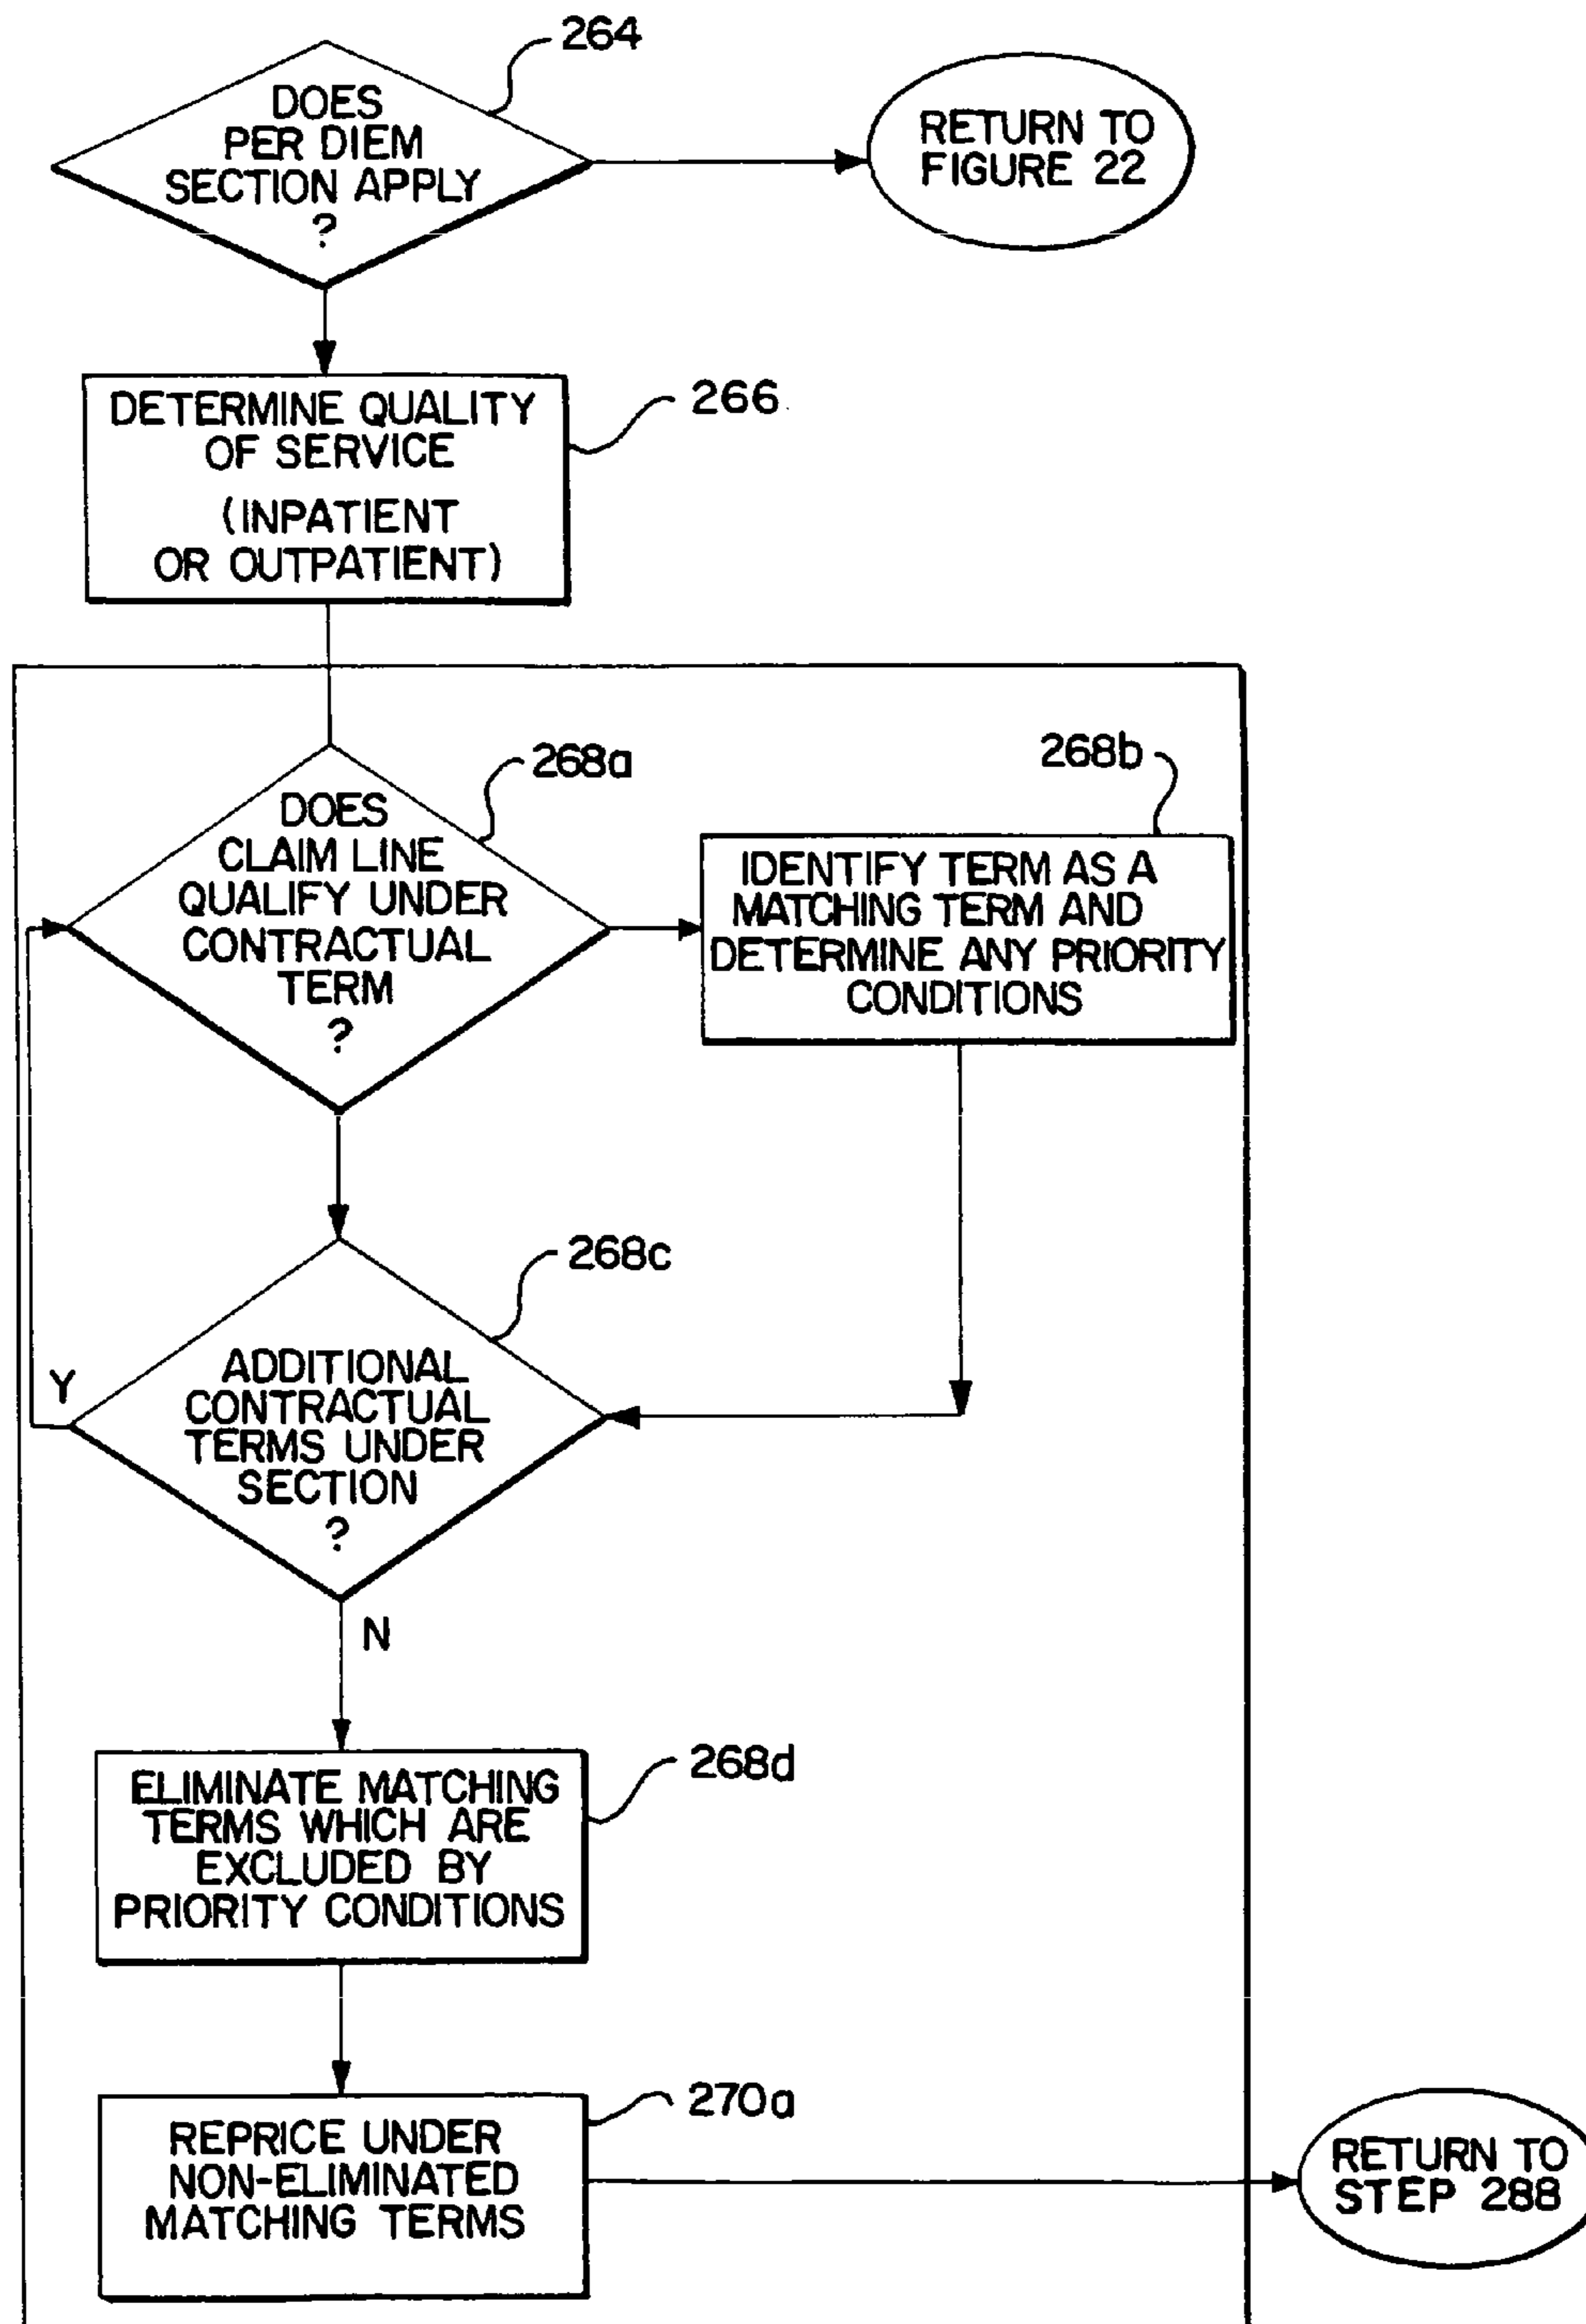 264
DOES
PER DIEM
SECTION APPLY
?
RETURN TO
FIGURE 22
DETERMINE QUALITY
OF SERVICE
(INPATIENT
OR OUTPATIENT)
266
268a
DOES
CLAIM LINE
QUALIFY UNDER
CONTRACTUAL
TERM
?
268b
IDENTIFY TERM AS A
MATCHING TERM AND
DETERMINE ANY PRIORITY
CONDITIONS
268c
ADDITIONAL
CONTRACTUAL
TERMS UNDER
SECTION
?
Y
N
268d
ELIMINATE MATCHING
TERMS WHICH ARE
EXCLUDED BY
PRIORITY CONDITIONS
270a
REPRICE UNDER
NON-ELIMINATED
MATCHING TERMS
RETURN TO
STEP 288